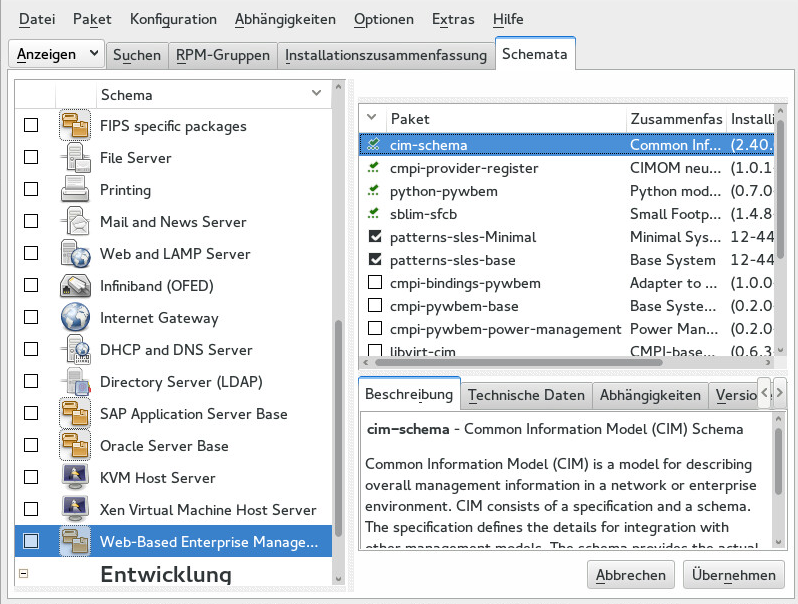 Datei Paket Konfiguration Abhängigkeiten Optionen Extras Hilfe
Anzeigen Suchen RPM-Gruppen Installationszusammenfassung Schemata
Schema
FIPS specific packages
File Server
Printing
Mail and News Server
Web and LAMP Server
Infiniband (OFED)
Internet Gateway
DHCP and DNS Server
Directory Server (LDAP)
SAP Application Server Base
Oracle Server Base
KVM Host Server
Xen Virtual Machine Host Server
Web-Based Enterprise Manage...
Entwicklung
Paket Zusammenfas Installi
cim-schema Common Inf... (2.40.
cmpi-provider-register CIMOM neu... (1.0.1
python-pywbem Python mod... (0.7.0
sblim-sfcb Small Footp... (1.4.8
patterns-sles-Minimal Minimal Sys... 12-44
patterns-sles-base Base System 12-44
cmpi-bindings-pywbem Adapter to ... (1.0.0
cmpi-pywbem-base Base Syste... (0.2.0
cmpi-pywbem-power-management Power Man... (0.2.0
libvirt-cim CMPI-base... (0.6.3
Beschreibung Technische Daten Abhängigkeiten Versio
cim-schema - Common Information Model (CIM) Schema
Common Information Model (CIM) is a model for describing
overall management information in a network or enterprise
environment. CIM consists of a specification and a schema.
The specification defines the details for integration with
other management models. The schema provides the actual
Abbrechen Übernehmen